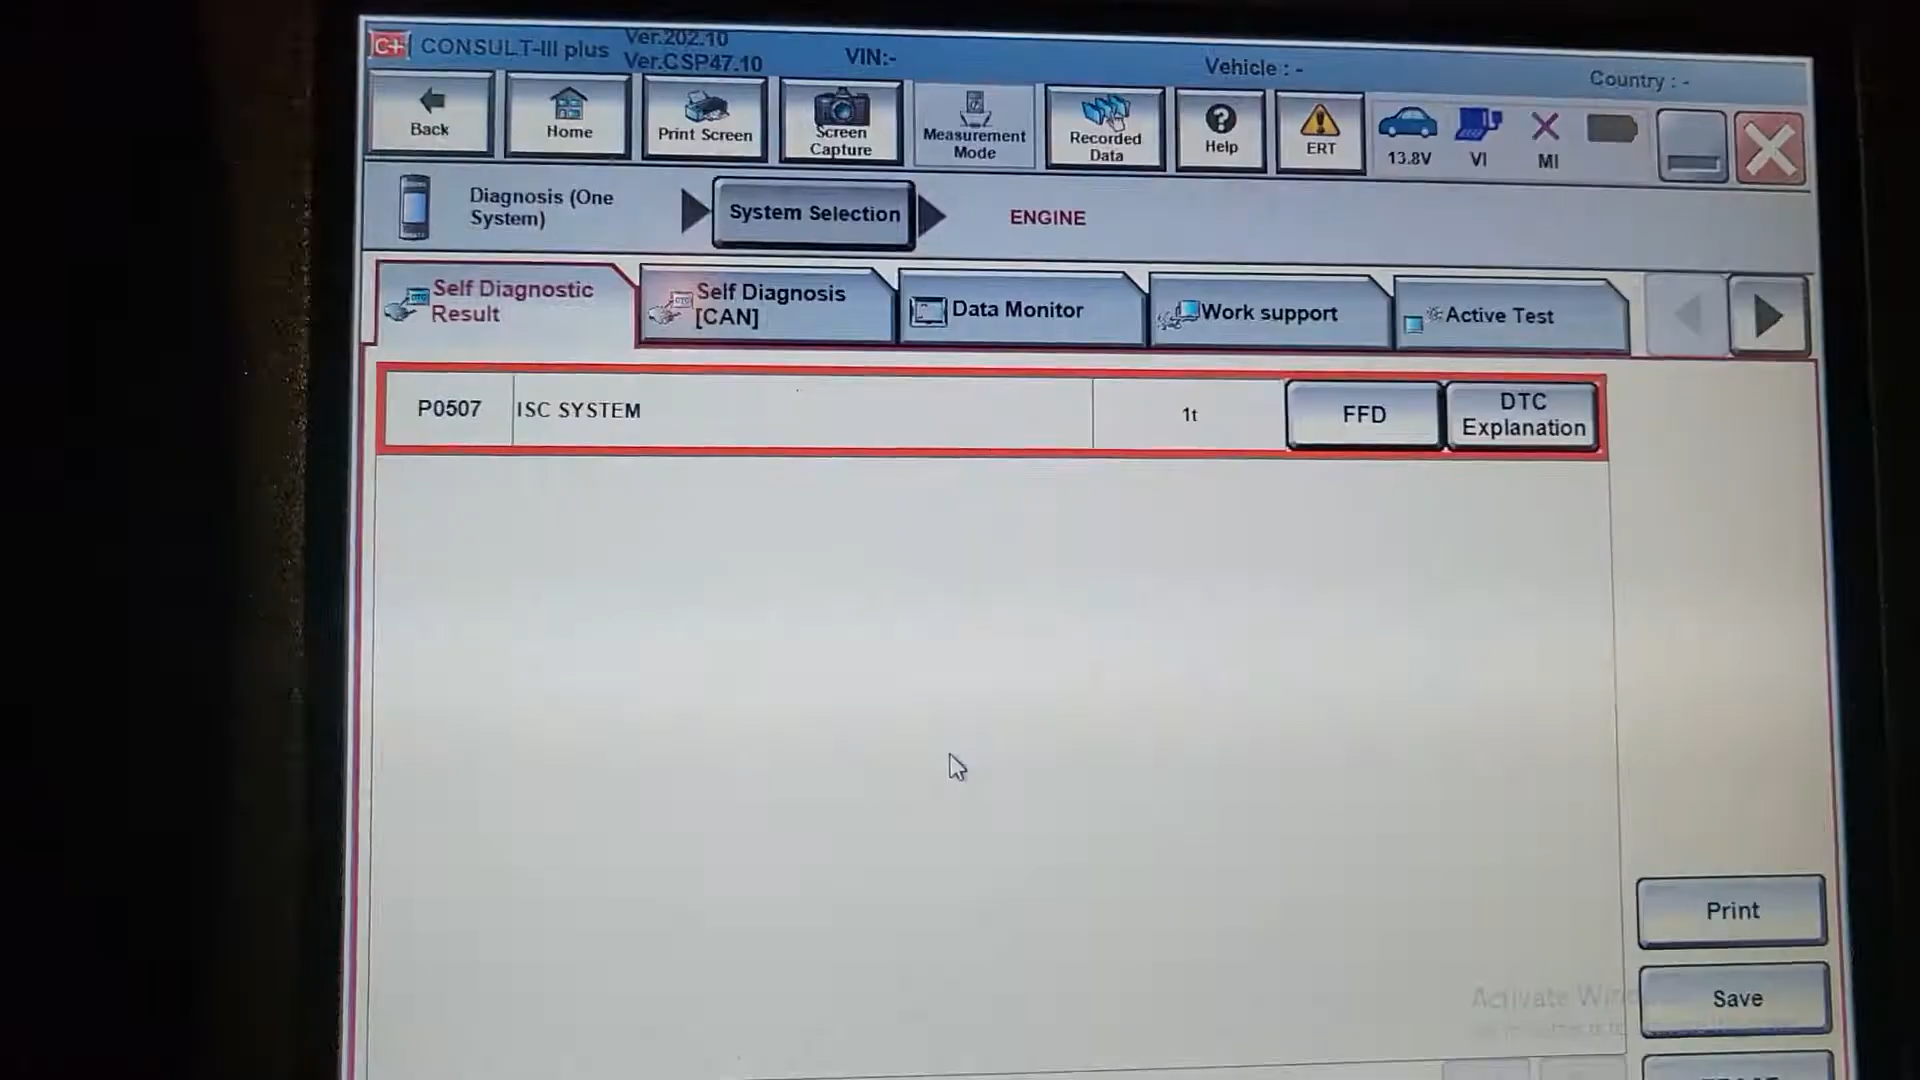 C+ CONSULT-III plus
Ver.202.10
Ver.CSP47.10
VIN:-
Vehicle : -
Country : -
Back
Home
Print Screen
Screen
Capture
Measurement
Mode
Recorded
Data
Help
ERT
13.8V
VI
MI
Diagnosis (One
System)
System Selection
ENGINE
Self Diagnostic
Result
Self Diagnosis
[CAN]
Data Monitor
Work support
Active Test
P0507
ISC SYSTEM
1t
FFD
DTC
Explanation
Print
Activate
Save